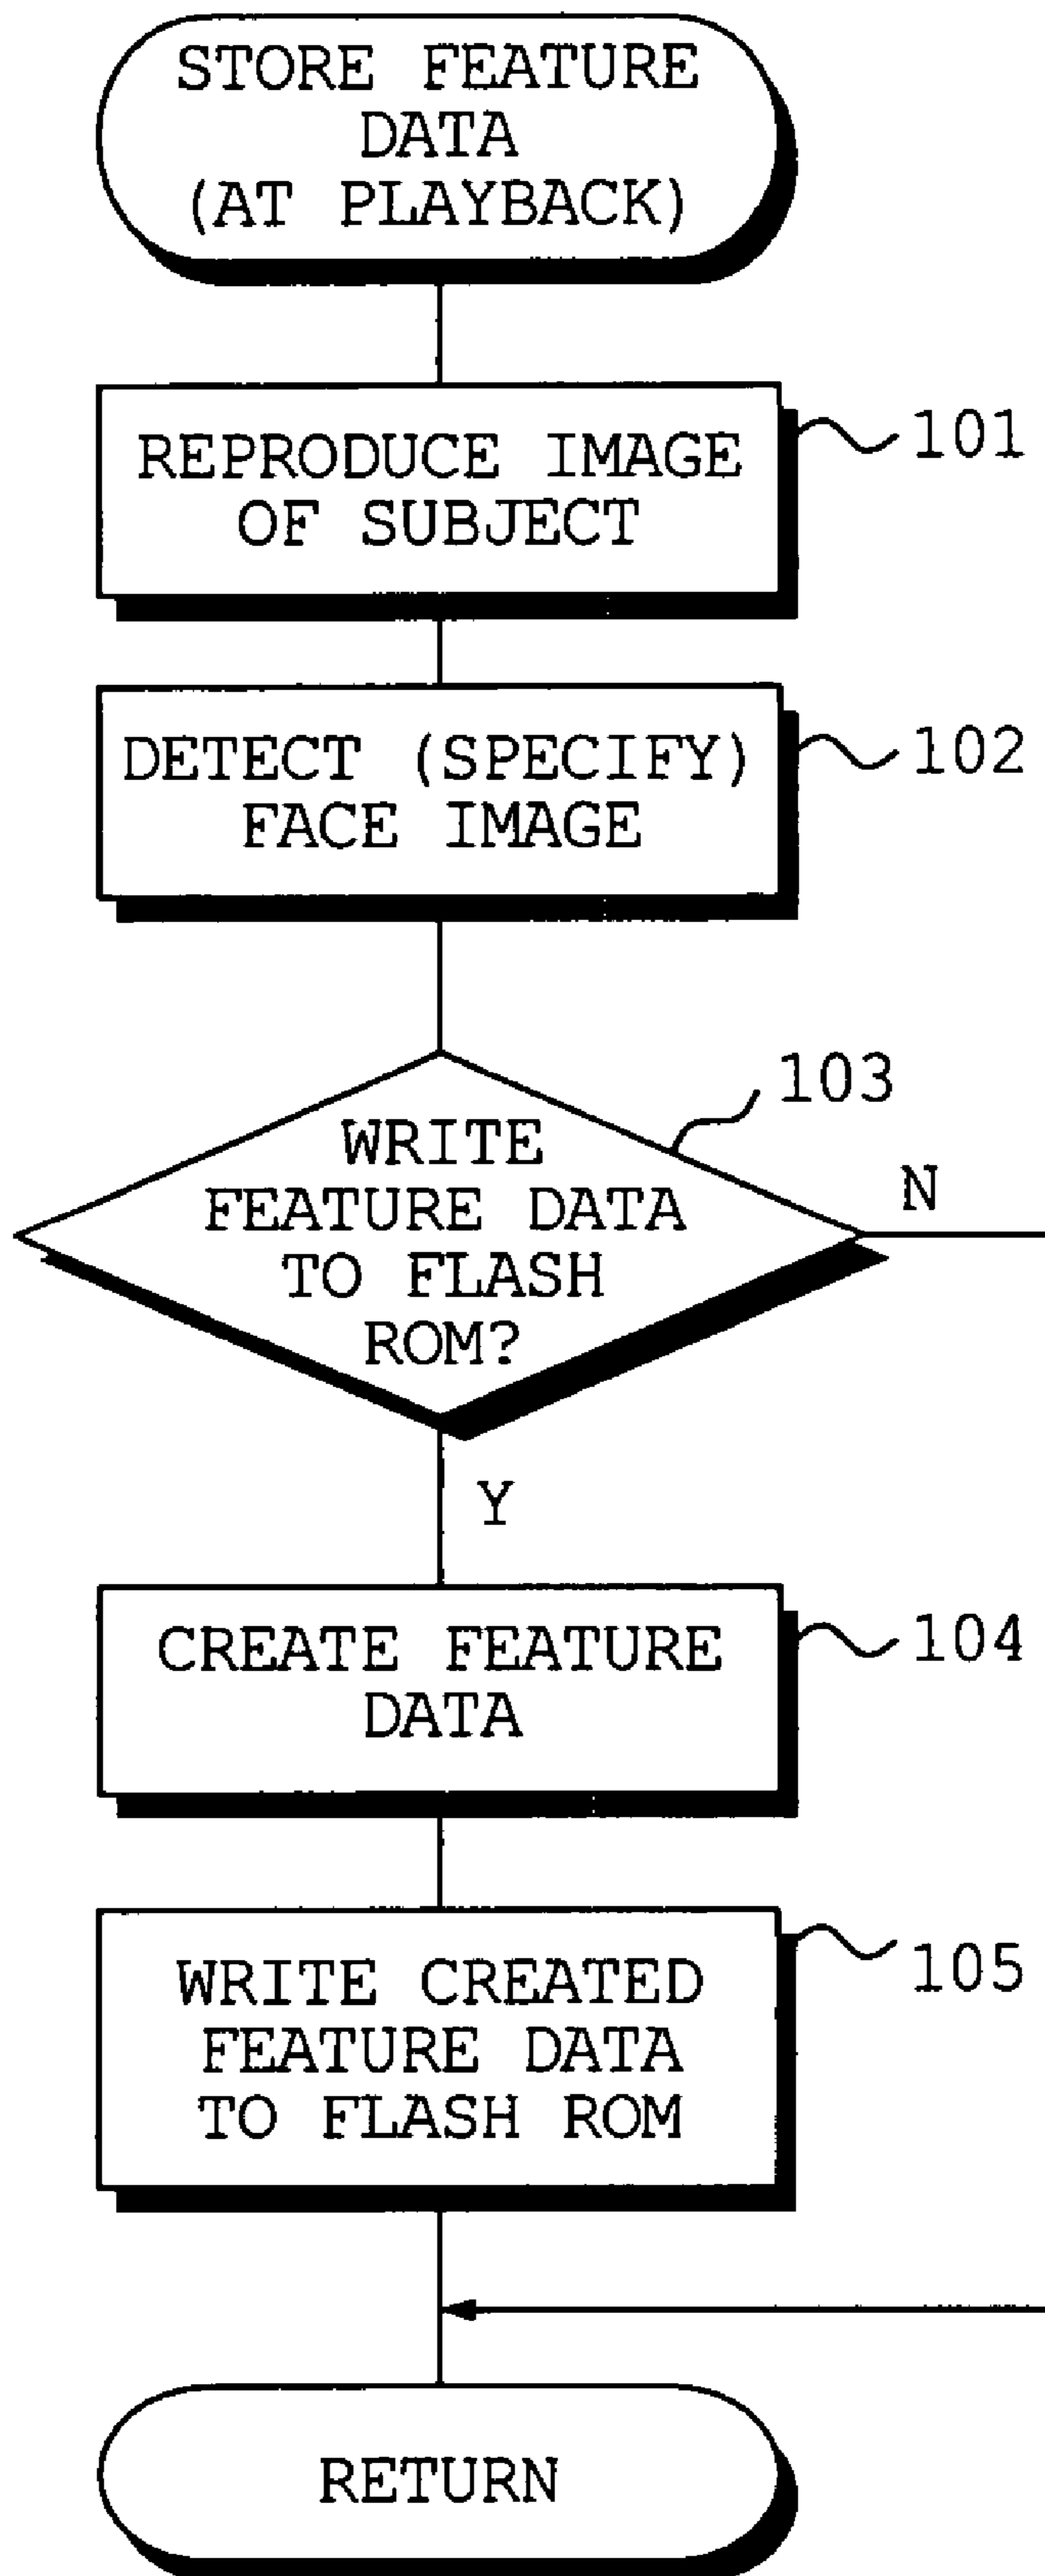 STORE FEATURE
DATA
(AT PLAYBACK)
REPRODUCE IMAGE
OF SUBJECT
101
DETECT (SPECIFY)
FACE IMAGE
102
103
WRITE
FEATURE DATA
TO FLASH
ROM?
N
Y
CREATE FEATURE
DATA
104
WRITE CREATED
FEATURE DATA
TO FLASH ROM
105
RETURN